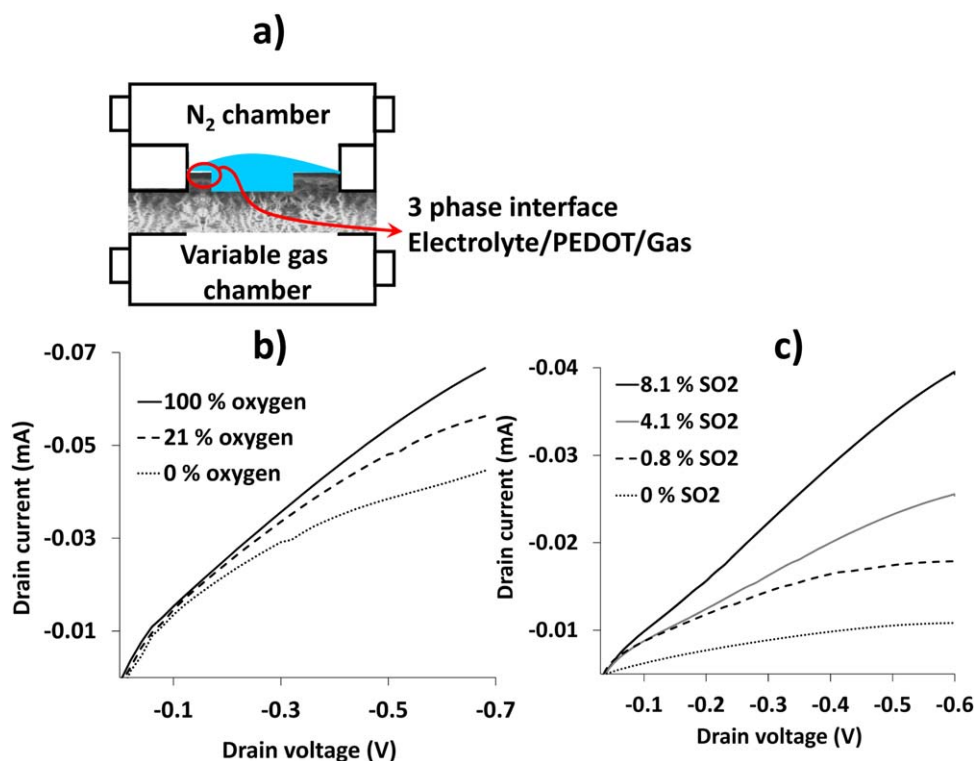 a)
N2 chamber
3 phase interface
Electrolyte/PEDOT/Gas
Variable gas
chamber
b)
-0.07
-0.05
-0.03
-0.01
Drain current (mA)
100 % oxygen
21 % oxygen
0 % oxygen
-0.1
-0.3
-0.5
-0.7
Drain voltage (V)
c)
-0.04
-0.03
-0.02
-0.01
Drain current (mA)
8.1 % SO2
4.1 % SO2
0.8 % SO2
0 % SO2
-0.1
-0.2
-0.3
-0.4
-0.5
-0.6
Drain voltage (V)